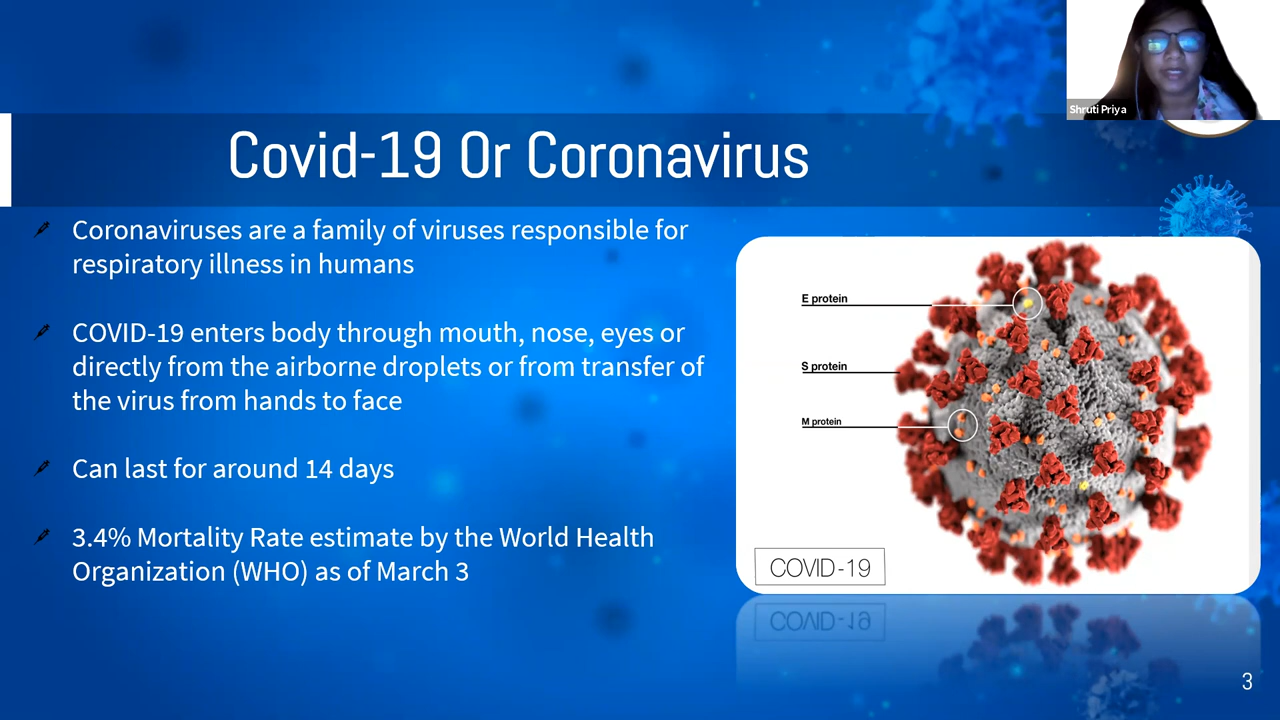 Shruti Priya
Covid-19 Or Coronavirus
Coronaviruses are a family of viruses responsible for
respiratory illness in humans
COVID-19 enters body through mouth, nose, eyes or
directly from the airborne droplets or from transfer of
the virus from hands to face
Can last for around 14 days
3.4% Mortality Rate estimate by the World Health
Organization (WHO) as of March 3
E protein
S protein
M protein
COVID-19
3